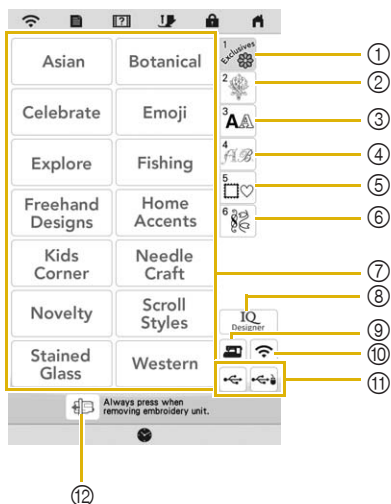 ?
Asian Botanical
Celebrate Emoji
Explore Fishing
Freehand Designs Home Accents
Kids Corner Needle Craft
Novelty Scroll Styles
Stained Glass Western
1 Exclusives
2
3 AA
4 AB
5
6
IQ
Designer
Always press when
removing embroidery unit.
①
②
③
④
⑤
⑥
⑦
⑧
⑨
⑩
⑪
⑫